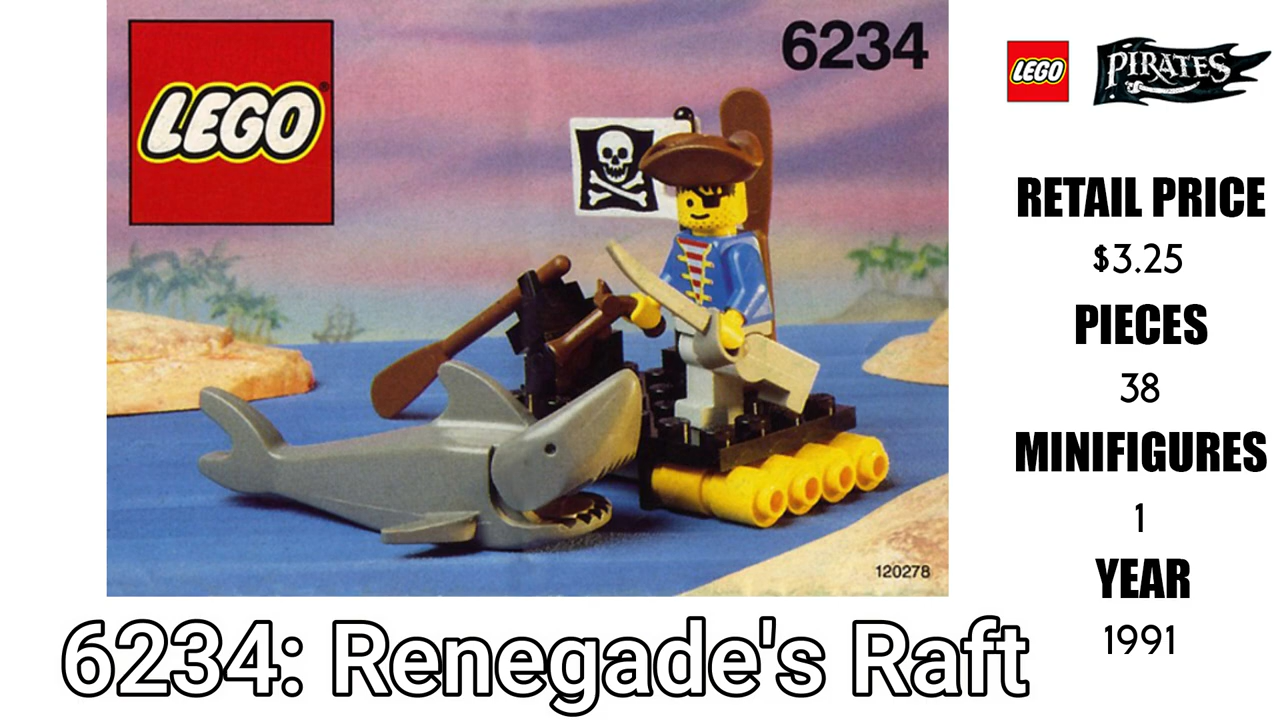 LEGO®
6234
120278
LEGO PIRATES
RETAIL PRICE
$3.25
PIECES
38
MINIFIGURES
1
YEAR
1991
6234: Renegade's Raft